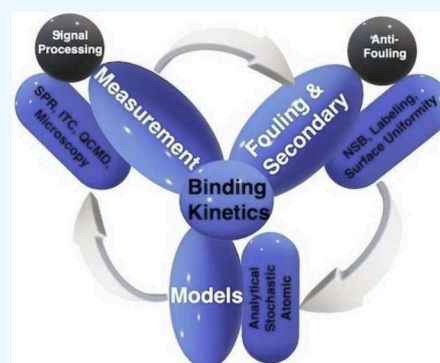 Signal
Processing
Anti-
Fouling
SPR, ITC, QCMD,
Microscopy
Measurement
Fouling &
Secondary
NSB, Labeling,
Surface Uniformity
Binding
Kinetics
Models
Analytical
Stochastic
Atomic